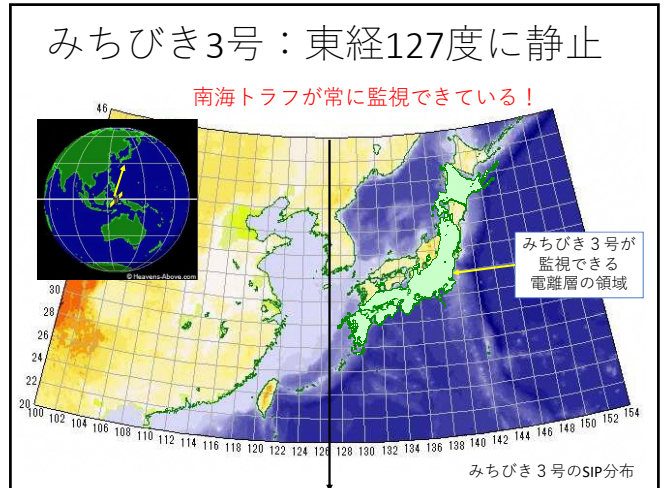 みちびき3号：東経127度に静止
南海トラフが常に監視できている！
46
© Heavens-Above.com
みちびき３号が
監視できる
電離層の領域
30
28
26
24
22
20
100 102 104 106 108 110 112 114 116 118 120 122 124 126 128 130 132 134 136 138 140 142 144 146 148 150 152 154
みちびき３号のSIP分布